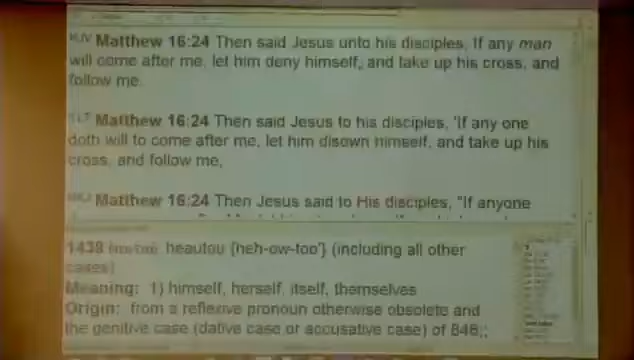 KJV Matthew 16:24 Then said Jesus unto his disciples, If any man
will come after me, let him deny himself, and take up his cross, and
follow me.
Matthew 16:24 Then said Jesus to his disciples, 'If any one
doth will to come after me, let him disown himself, and take up his
cross, and follow me,
Matthew 16:24 Then Jesus said to His disciples, "If anyone
1438 heautou {heh-ow-too'} (including all other
cases)
Meaning: 1) himself, herself, itself, themselves
Origin: from a reflexive pronoun otherwise obsolete and
the genitive case (dative case or accusative case) of 846;;